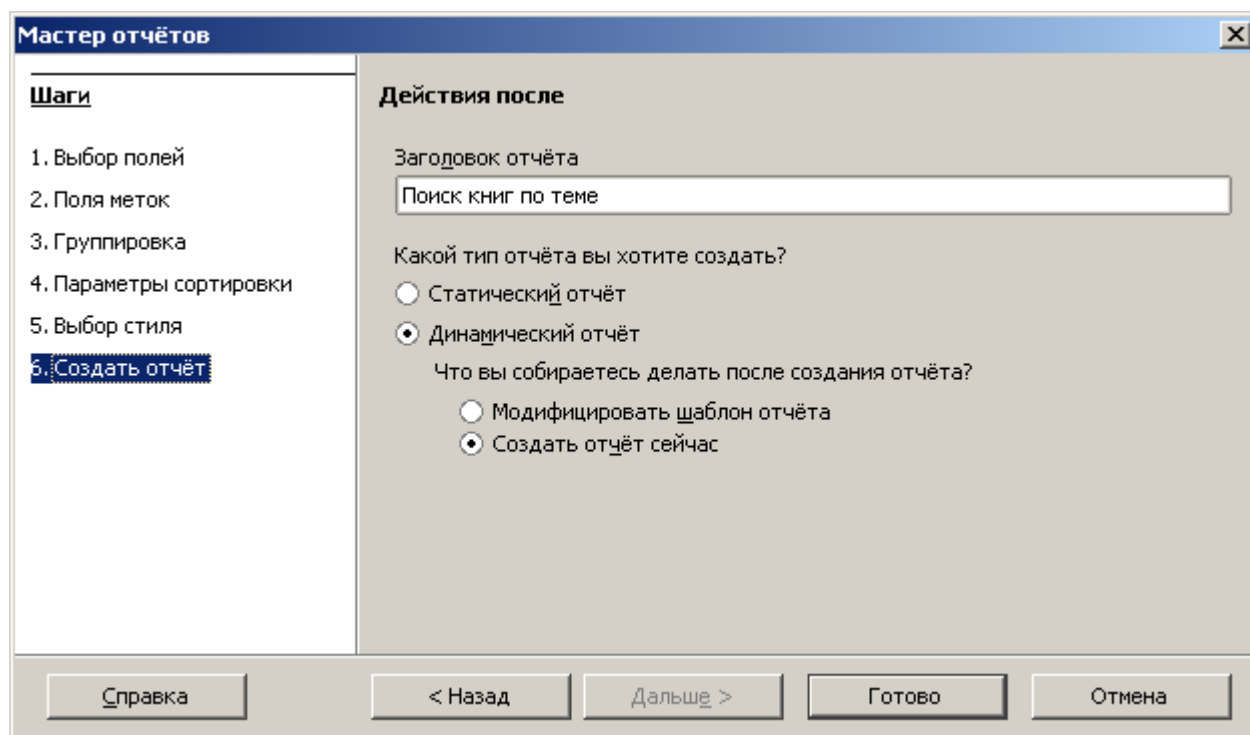 Мастер отчётов
Шаги
1. Выбор полей
2. Поля меток
3. Группировка
4. Параметры сортировки
5. Выбор стиля
6. Создать отчёт
Действия после
Заголовок отчёта
Поиск книг по теме
Какой тип отчёта вы хотите создать?
Статический отчёт
Динамический отчёт
Что вы собираетесь делать после создания отчёта?
Модифицировать шаблон отчёта
Создать отчёт сейчас
Справка
< Назад
Дальше >
Готово
Отмена